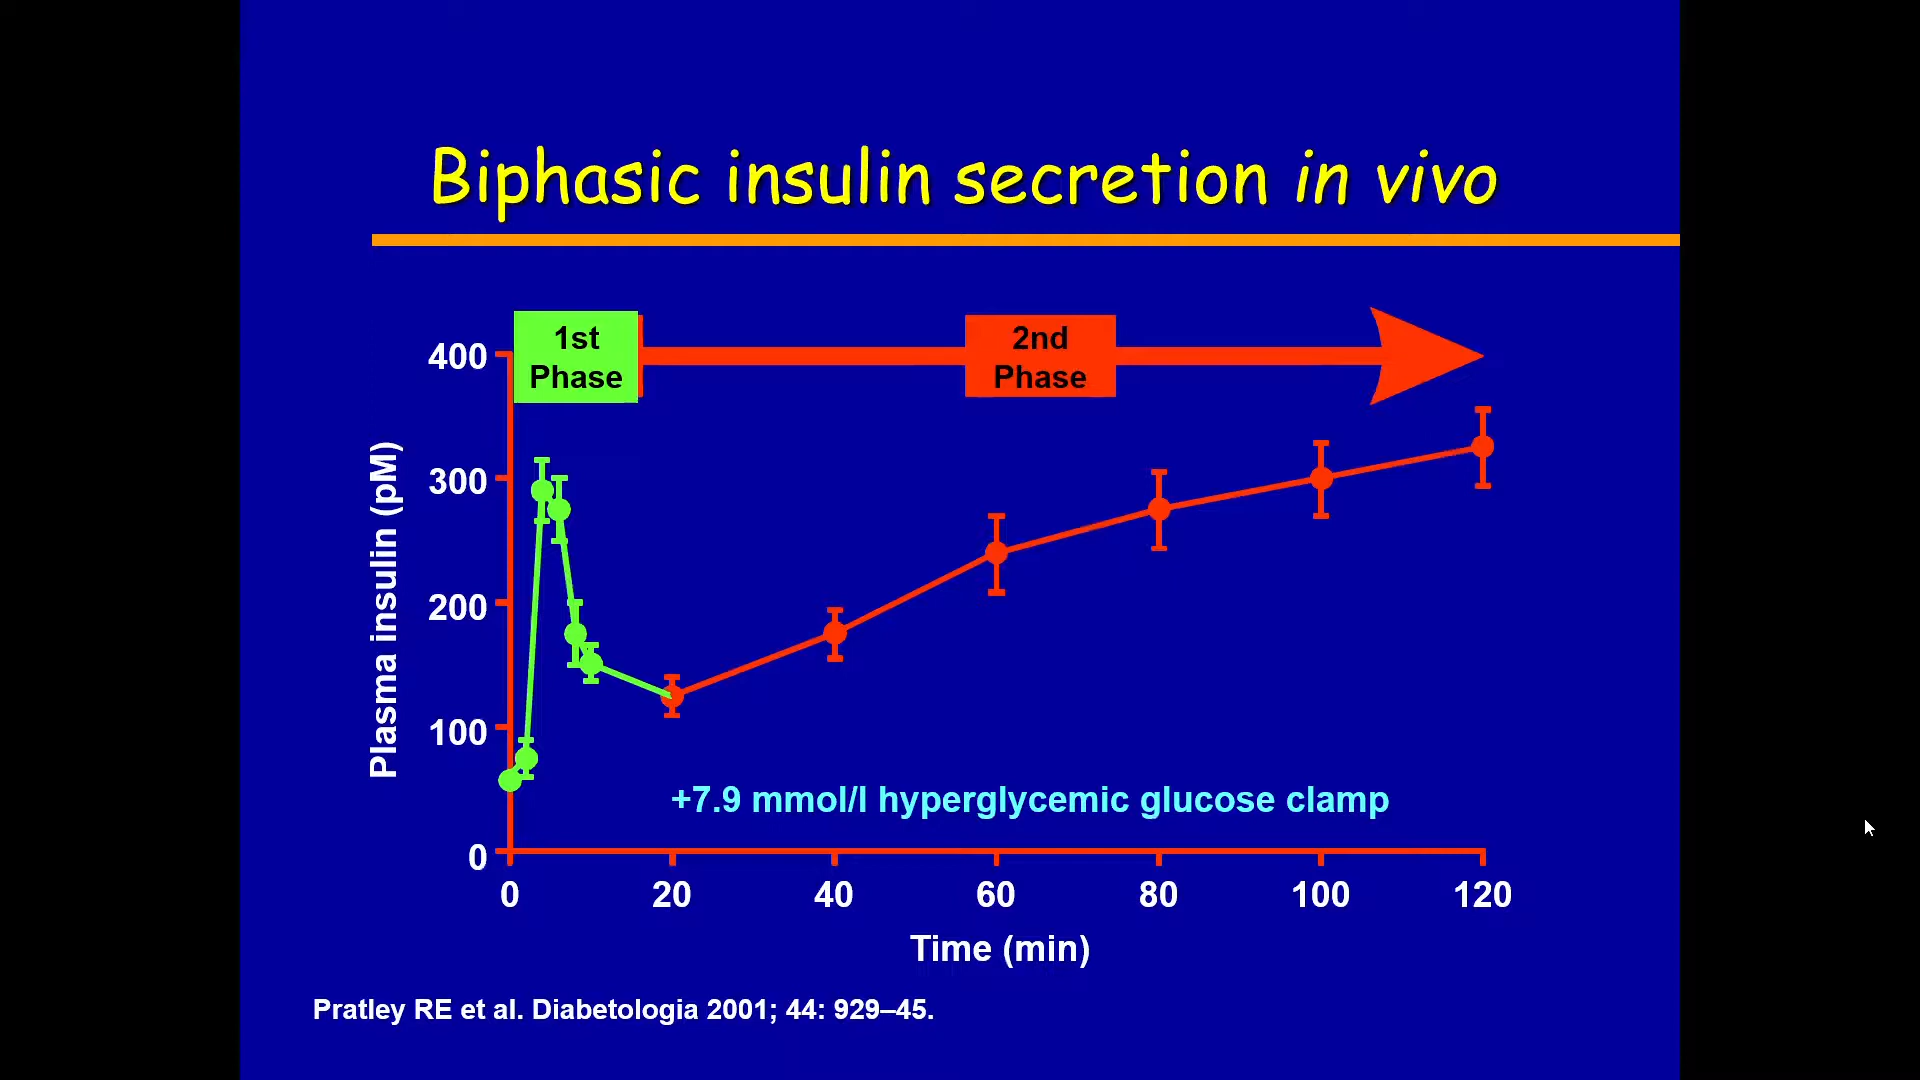 Biphasic insulin secretion in vivo
1st
Phase
2nd
Phase
400
300
200
100
0
Plasma insulin (pM)
+7.9 mmol/l hyperglycemic glucose clamp
0 20 40 60 80 100 120
Time (min)
Pratley RE et al. Diabetologia 2001; 44: 929–45.